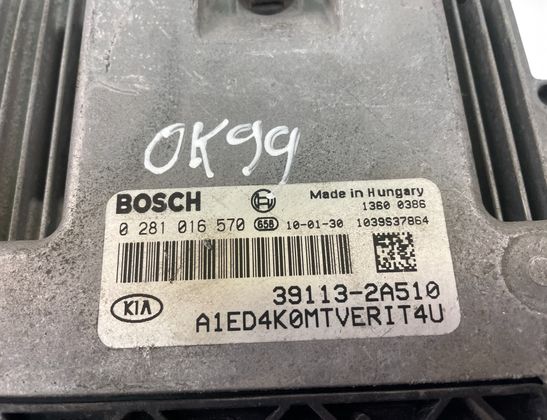 OK99
BOSCH Made in Hungary
1360 0386
0 281 016 570 658 10-01-30 1039S37864
39113-2A510
KIA A1ED4K0MTVERIT4U